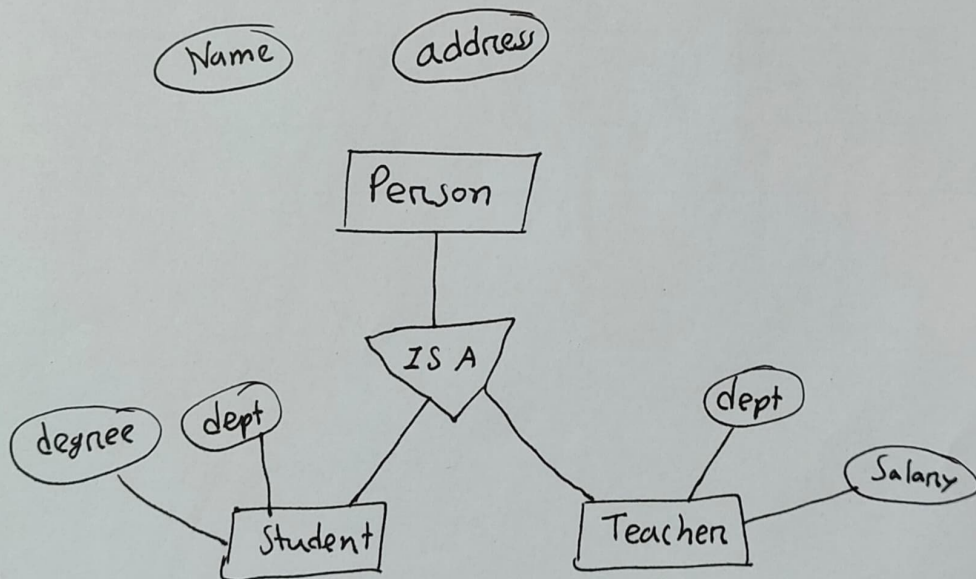 Name address
Person
IS A
degree dept dept
Salary
Student Teacher